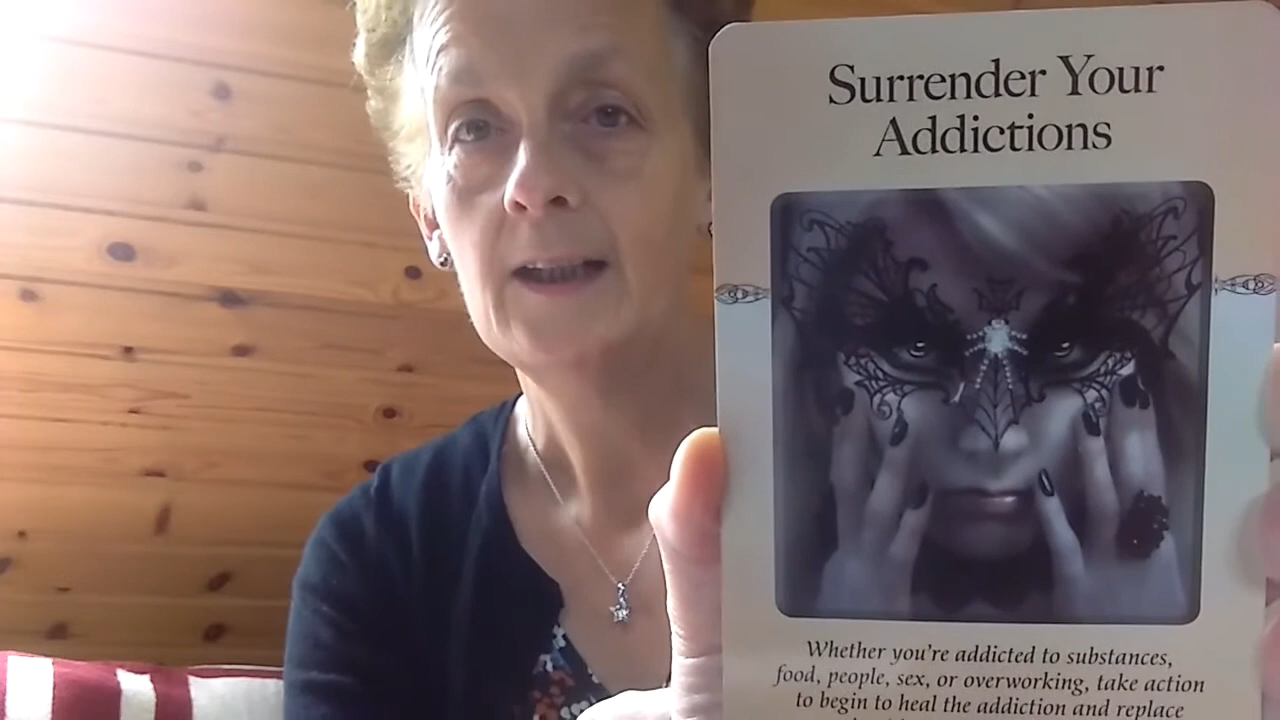 Surrender Your
Addictions
Whether you're addicted to substances,
food, people, sex, or overworking, take action
to begin to heal the addiction and replace